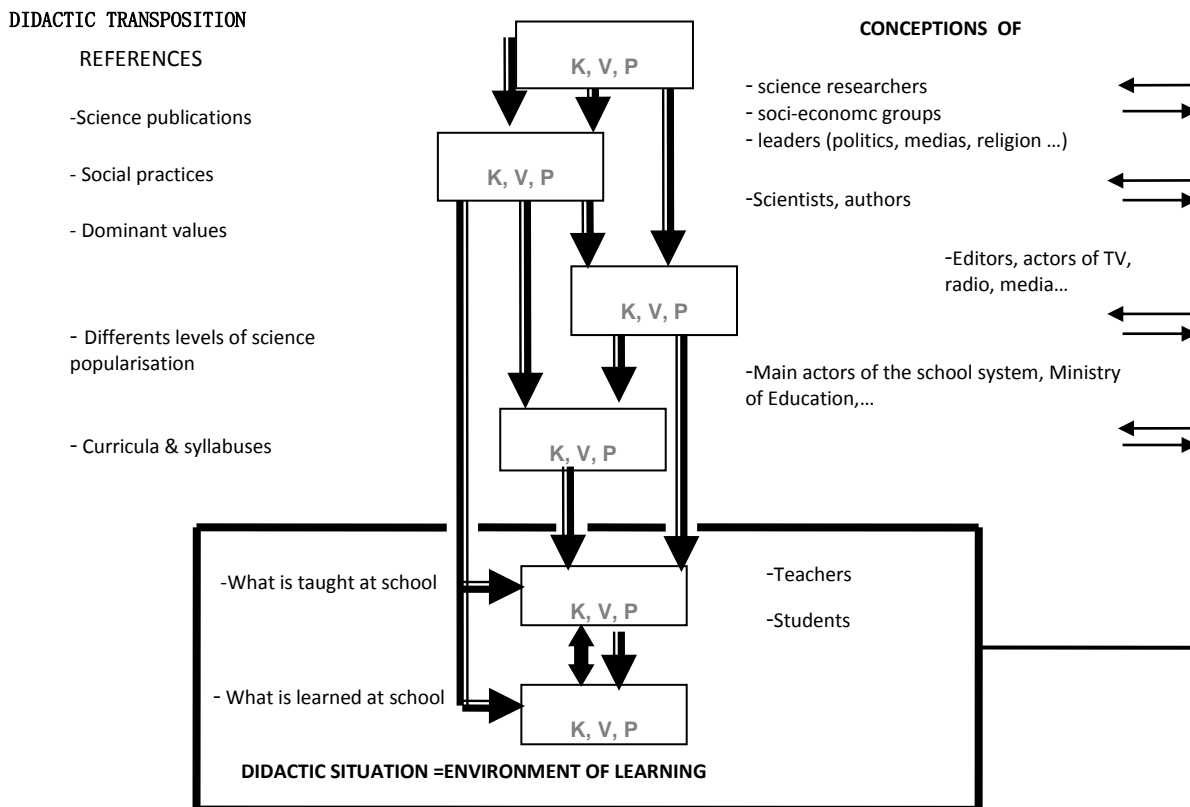 DIDACTIC TRANSPOSITION
REFERENCES
-Science publications
- Social practices
- Dominant values
- Differents levels of science
popularisation
- Curricula & syllabuses
K, V, P
K, V, P
K, V, P
K, V, P
CONCEPTIONS OF
- science researchers
- soci-economc groups
- leaders (politics, medias, religion ...)
-Scientists, authors
-Editors, actors of TV,
radio, media...
-Main actors of the school system, Ministry
of Education,...
-What is taught at school
K, V, P
-Teachers
-Students
- What is learned at school
K, V, P
DIDACTIC SITUATION =ENVIRONMENT OF LEARNING